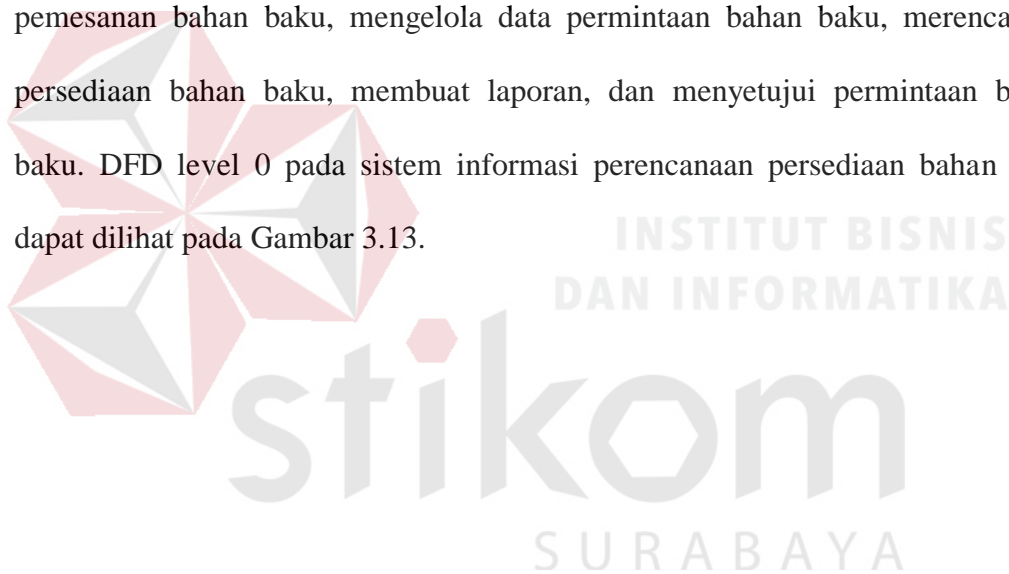 pemesanan bahan baku, mengelola data permintaan bahan baku, merenca
persediaan bahan baku, membuat laporan, dan menyetujui permintaan b
baku. DFD level 0 pada sistem informasi perencanaan persediaan bahan
dapat dilihat pada Gambar 3.13.
INSTITUT BISNIS
DAN INFORMATIKA
stikom
SURABAYA